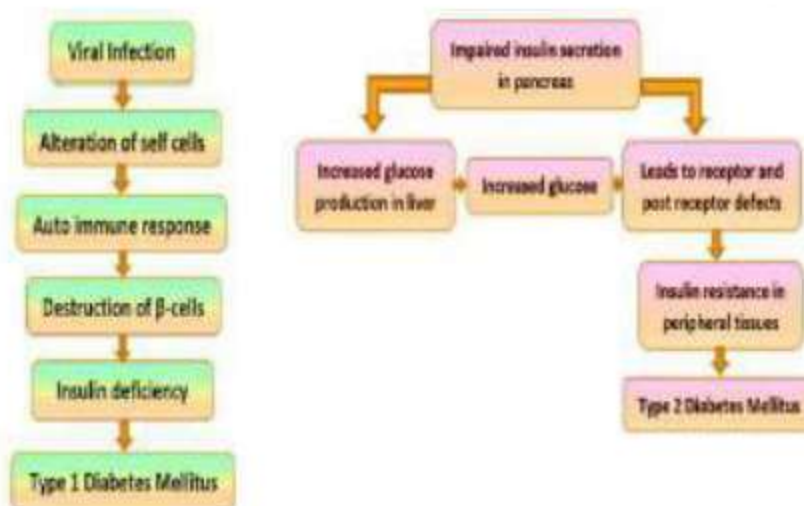 Viral Infection
Alteration of self cells
Auto immune response
Destruction of β-cells
Insulin deficiency
Type 1 Diabetes Mellitus
Impaired insulin secretion
in pancreas
Increased glucose
production in liver
Increased glucose
Leads to receptor and
post receptor defects
Insulin resistance in
peripheral tissues
Type 2 Diabetes Mellitus